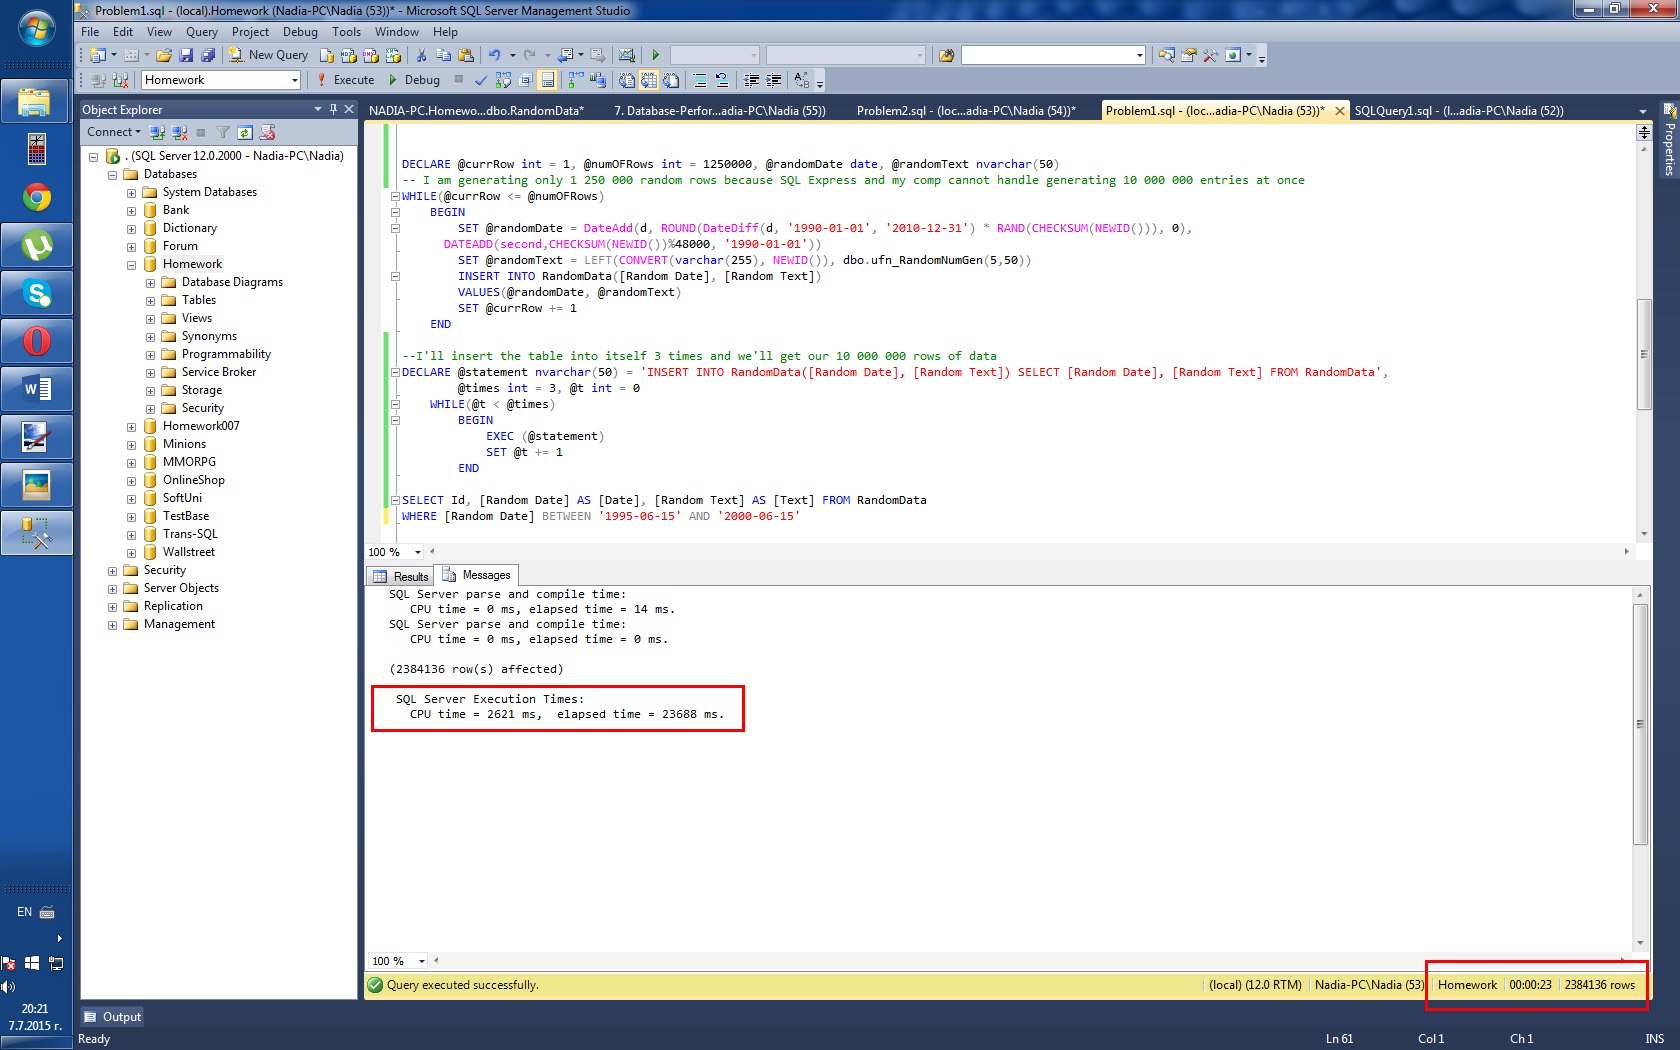 Problem1.sql - (local).Homework (Nadia-PC\Nadia (53))* - Microsoft SQL Server Management Studio
File Edit View Query Project Debug Tools Window Help
New Query
Homework Execute Debug
Object Explorer
Connect
. (SQL Server 12.0.2000 - Nadia-PC\Nadia)
Databases
System Databases
Bank
Dictionary
Forum
Homework
Database Diagrams
Tables
Views
Synonyms
Programmability
Service Broker
Storage
Security
Homework007
Minions
MMORPG
OnlineShop
SoftUni
TestBase
Trans-SQL
Wallstreet
Security
Server Objects
Replication
Management
NADIA-PC.Homewo...dbo.RandomData* 7. Database-Perfor...adia-PC\Nadia (55)) Problem2.sql - (loc...adia-PC\Nadia (54))* Problem1.sql - (loc...adia-PC\Nadia (53))* SQLQuery1.sql - (l...adia-PC\Nadia (52))
Properties
DECLARE @currRow int = 1, @numOFRows int = 1250000, @randomDate date, @randomText nvarchar(50)
-- I am generating only 1 250 000 random rows because SQL Express and my comp cannot handle generating 10 000 000 entries at once
WHILE(@currRow <= @numOFRows)
BEGIN
SET @randomDate = DateAdd(d, ROUND(DateDiff(d, '1990-01-01', '2010-12-31') * RAND(CHECKSUM(NEWID())), 0),
DATEADD(second,CHECKSUM(NEWID())%48000, '1990-01-01'))
SET @randomText = LEFT(CONVERT(varchar(255), NEWID()), dbo.ufn_RandomNumGen(5,50))
INSERT INTO RandomData([Random Date], [Random Text])
VALUES(@randomDate, @randomText)
SET @currRow += 1
END
--I'll insert the table into itself 3 times and we'll get our 10 000 000 rows of data
DECLARE @statement nvarchar(50) = 'INSERT INTO RandomData([Random Date], [Random Text]) SELECT [Random Date], [Random Text] FROM RandomData',
@times int = 3, @t int = 0
WHILE(@t < @times)
BEGIN
EXEC (@statement)
SET @t += 1
END
SELECT Id, [Random Date] AS [Date], [Random Text] AS [Text] FROM RandomData
WHERE [Random Date] BETWEEN '1995-06-15' AND '2000-06-15'
100 %
Results Messages
SQL Server parse and compile time:
CPU time = 0 ms, elapsed time = 14 ms.
SQL Server parse and compile time:
CPU time = 0 ms, elapsed time = 0 ms.
(2384136 row(s) affected)
SQL Server Execution Times:
CPU time = 2621 ms,  elapsed time = 23688 ms.
100 %
Query executed successfully. (local) (12.0 RTM) Nadia-PC\Nadia (53) Homework 00:00:23 2384136 rows
Output
Ready Ln 61 Col 1 Ch 1 INS
EN
20:21
7.7.2015 г.